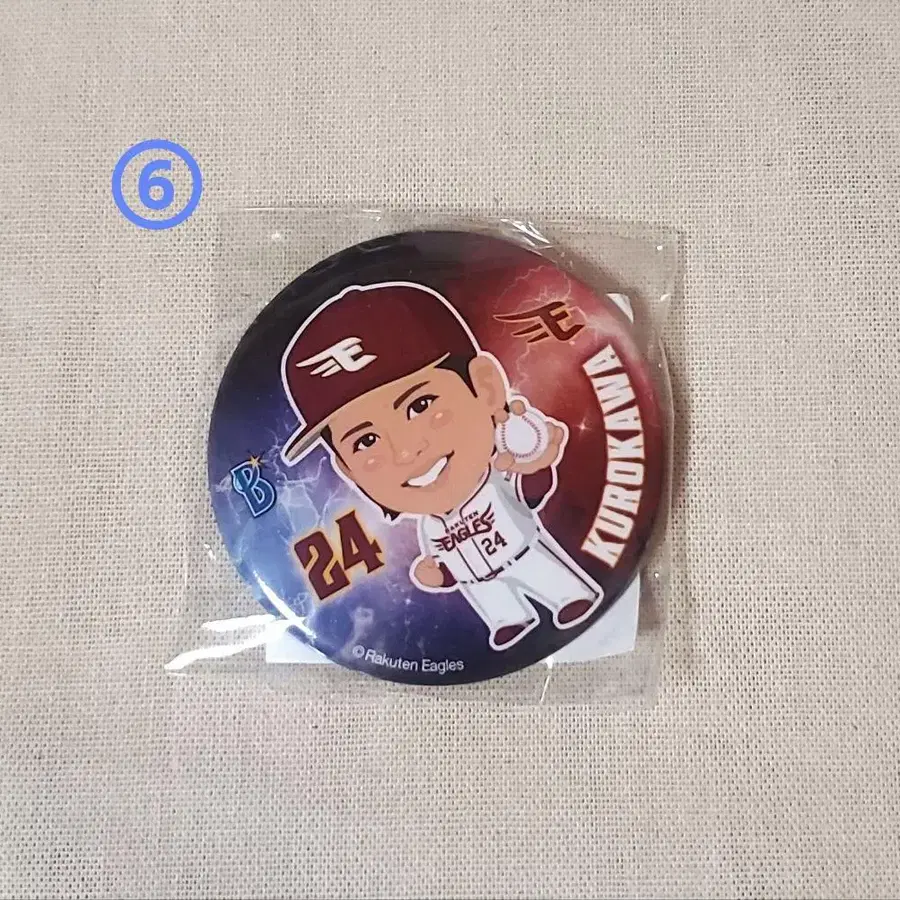 ⑥
E
E
KUROKAWA
B
24
RAKUTEN
EAGLES
24
©Rakuten Eagles